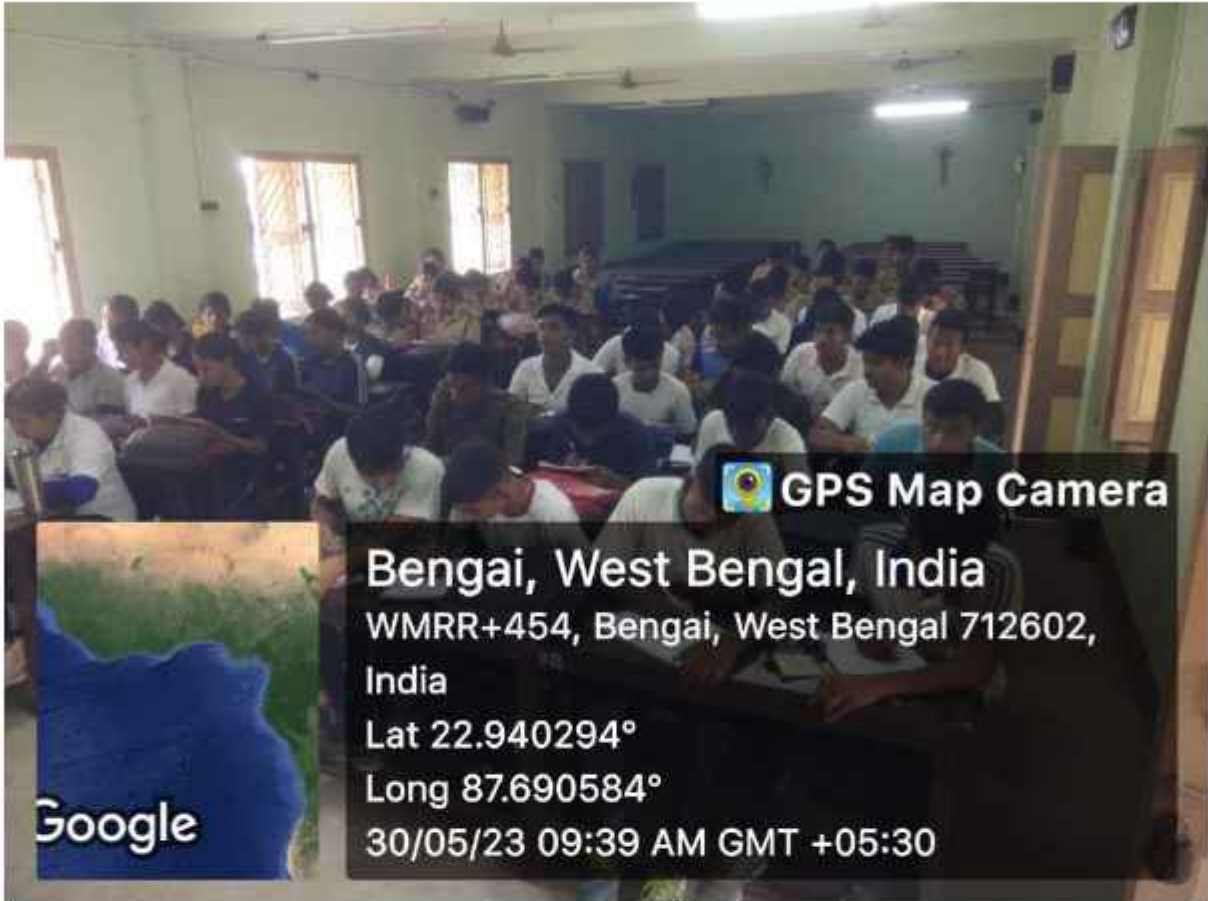 GPS Map Camera
Bengai, West Bengal, India
WMRR+454, Bengai, West Bengal 712602,
India
Lat 22.940294°
Long 87.690584°
30/05/23 09:39 AM GMT +05:30
Google